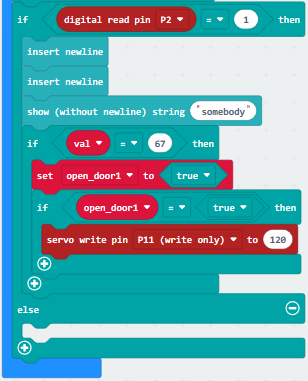 if digital read pin P2 = 1 then
insert newline
insert newline
show (without newline) string "somebody"
if val = 67 then
set open_door1 to true
if open_door1 = true then
servo write pin P11 (write only) to 120
else